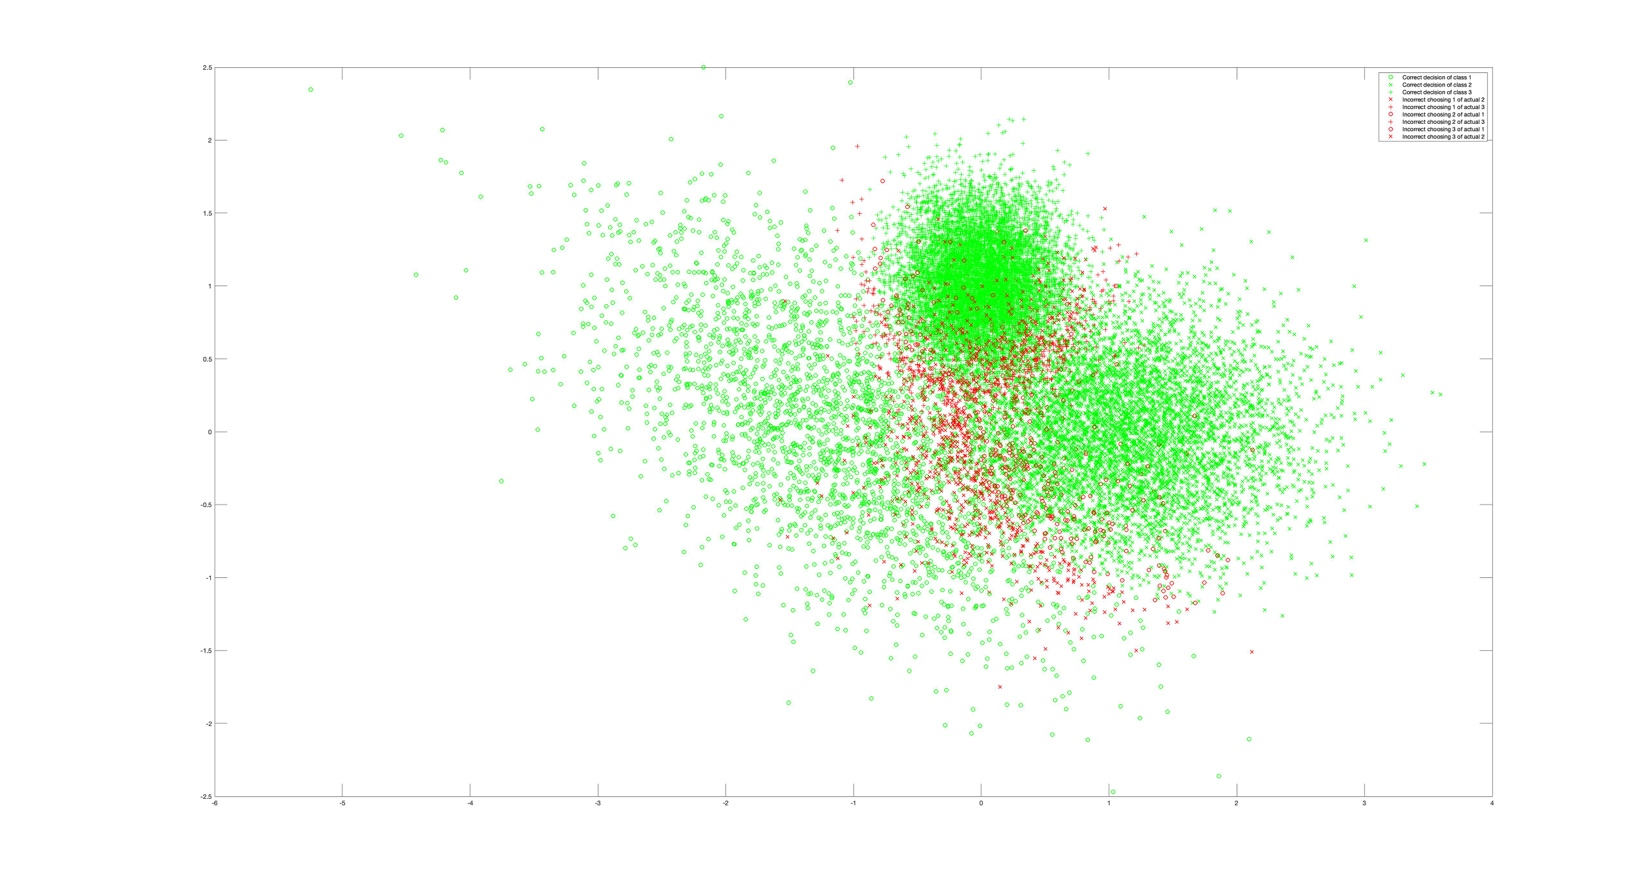 2.5
2
1.5
1
0.5
0
-0.5
-1
-1.5
-2
-2.5
-6 -5 -4 -3 -2 -1 0 1 2 3 4
Correct decision of class 1
Correct decision of class 2
Correct decision of class 3
Incorrect choosing 1 of actual 2
Incorrect choosing 1 of actual 3
Incorrect choosing 2 of actual 1
Incorrect choosing 2 of actual 3
Incorrect choosing 3 of actual 1
Incorrect choosing 3 of actual 2